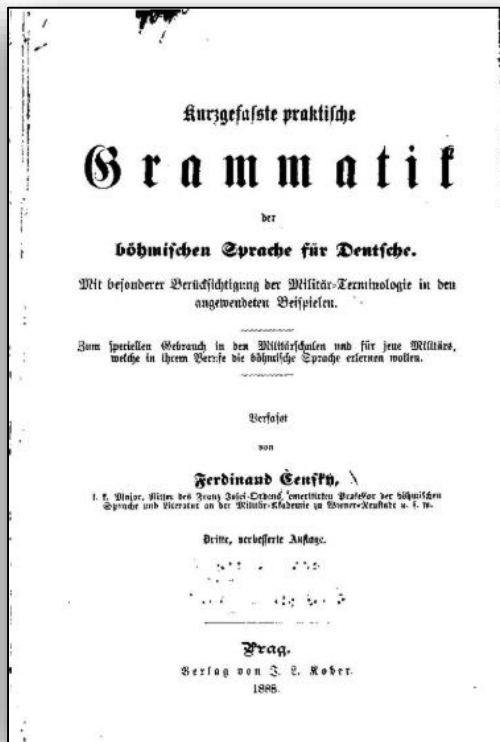 Kurzgefaſste praktiſche
Grammatik
der
böhmiſchen Sprache für Deutſche.
Mit beſonderer Berückſichtigung der Militär-Terminologie in den
angewendeten Beiſpielen.
Zum ſpeciellen Gebrauch in den Militärſchulen und für jene Militärs,
welche in ihrem Berufe die böhmiſche Sprache erlernen wollen.
Verfaſst
von
Ferdinand Čenſký,
k. k. Major, Ritter des Franz Joſef-Ordens, emeritirten Profeſſor der böhmiſchen
Sprache und Literatur an der Militär-Akademie zu Wiener-Neuſtadt u. ſ. w.
Dritte, verbeſſerte Auflage.
Prag.
Verlag von J. L. Kober.
1888.